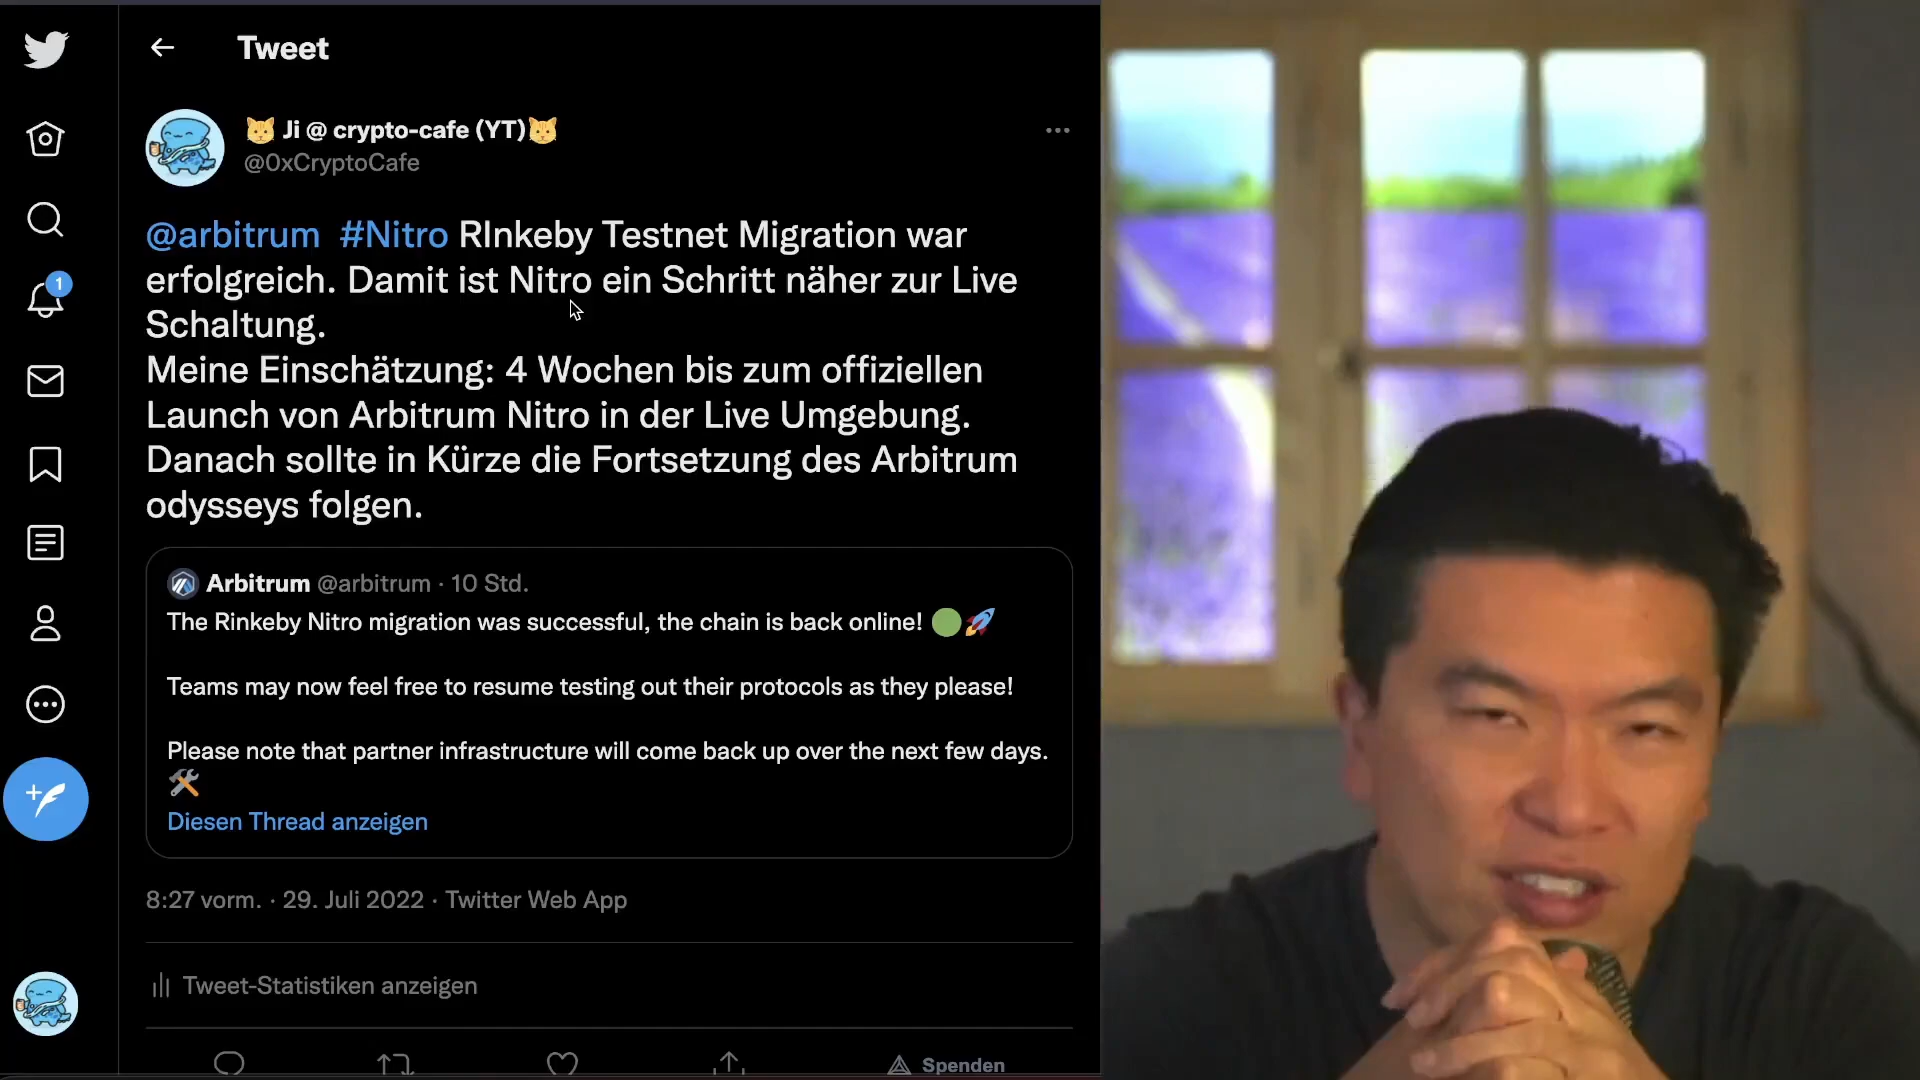 Tweet
🐱 Ji @ crypto-cafe (YT)🐱
@0xCryptoCafe
@arbitrum #Nitro RInkeby Testnet Migration war
erfolgreich. Damit ist Nitro ein Schritt näher zur Live
Schaltung.
Meine Einschätzung: 4 Wochen bis zum offiziellen
Launch von Arbitrum Nitro in der Live Umgebung.
Danach sollte in Kürze die Fortsetzung des Arbitrum
odysseys folgen.
Arbitrum @arbitrum · 10 Std.
The Rinkeby Nitro migration was successful, the chain is back online! 🟢🚀
Teams may now feel free to resume testing out their protocols as they please!
Please note that partner infrastructure will come back up over the next few days.
🛠️
Diesen Thread anzeigen
8:27 vorm. · 29. Juli 2022 · Twitter Web App
Tweet-Statistiken anzeigen
Spenden
1